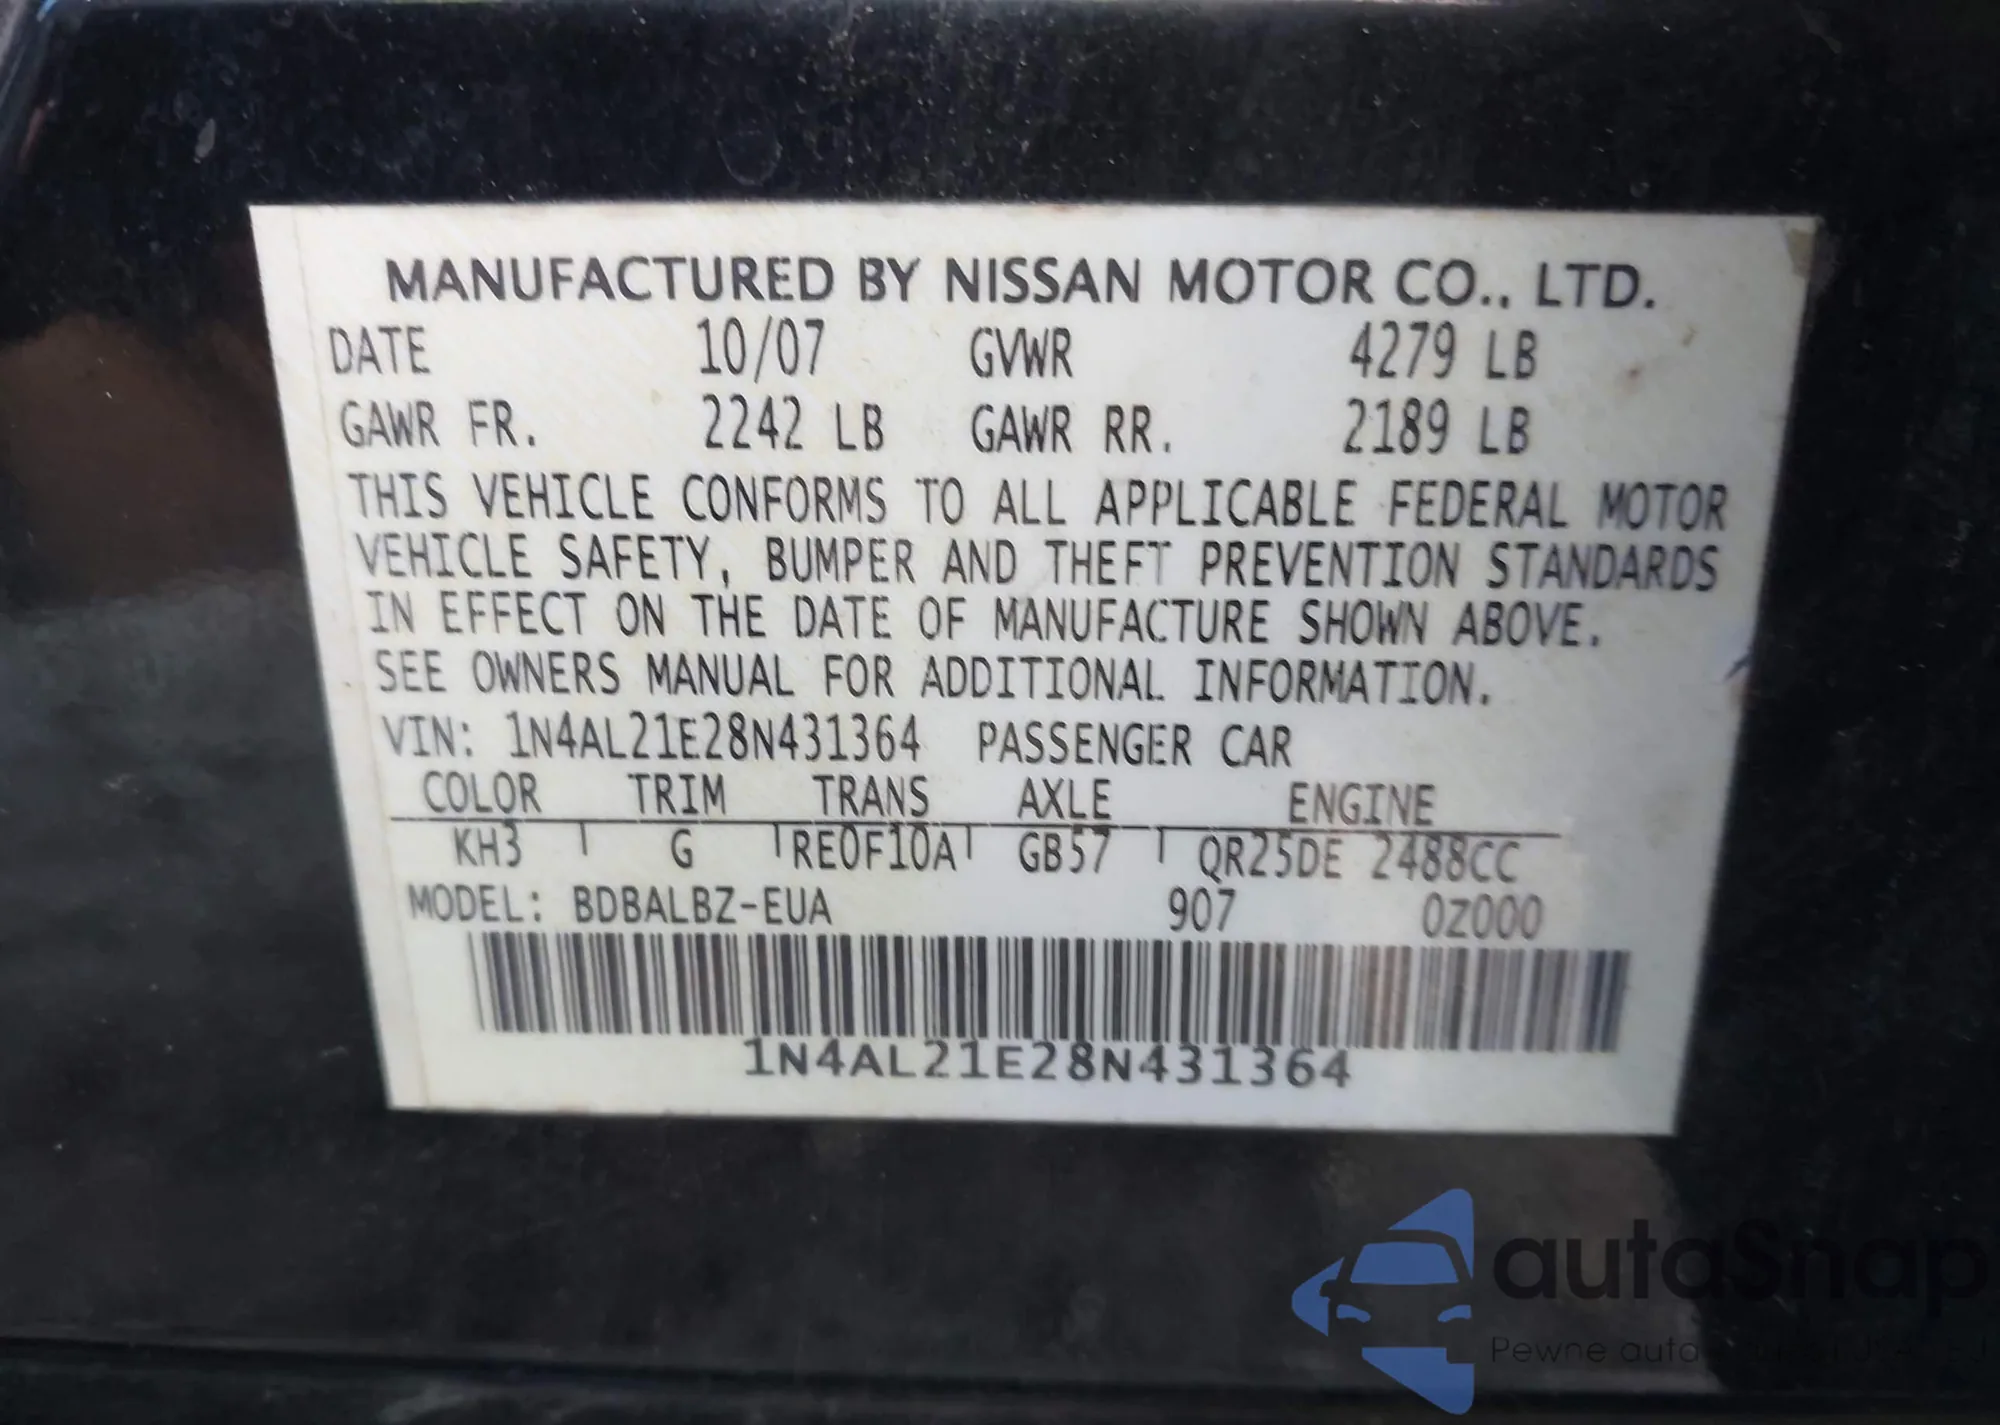 MANUFACTURED BY NISSAN MOTOR CO., LTD.
DATE 10/07 GVWR 4279 LB
GAWR FR. 2242 LB GAWR RR. 2189 LB
THIS VEHICLE CONFORMS TO ALL APPLICABLE FEDERAL MOTOR
VEHICLE SAFETY, BUMPER AND THEFT PREVENTION STANDARDS
IN EFFECT ON THE DATE OF MANUFACTURE SHOWN ABOVE.
SEE OWNERS MANUAL FOR ADDITIONAL INFORMATION.
VIN: 1N4AL21E28N431364 PASSENGER CAR
COLOR TRIM TRANS AXLE ENGINE
KH3 G RE0F10A GB57 QR25DE 2488CC
MODEL: BDBALBZ-EUA 907 0Z000
1N4AL21E28N431364
autaSnap
Pewne auta